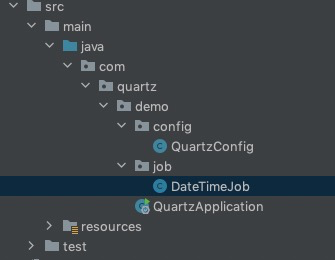 src
main
java
com
quartz
demo
config
QuartzConfig
job
DateTimeJob
QuartzApplication
resources
test